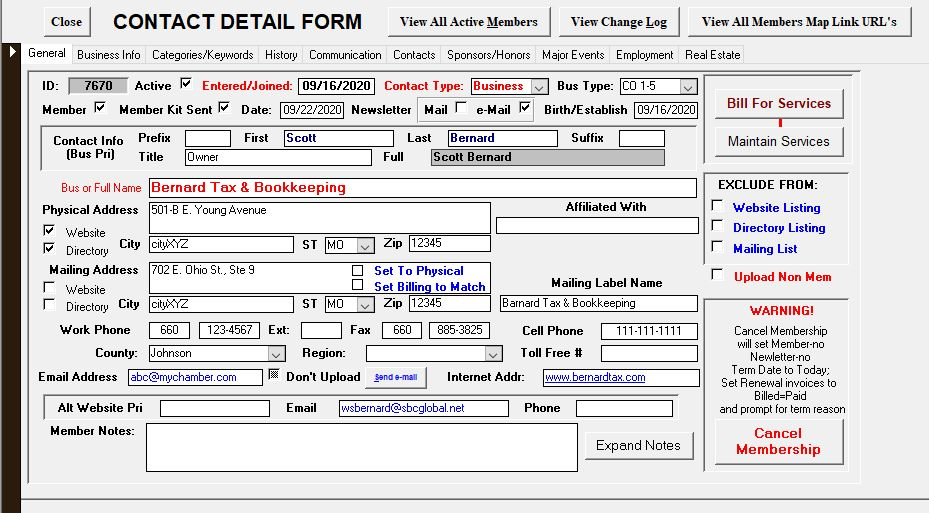 Close CONTACT DETAIL FORM View All Active Members View Change Log View All Members Map Link URL's
General Business Info Categories/Keywords History Communication Contacts Sponsors/Honors Major Events Employment Real Estate
ID: 7670 Active Entered/Joined: 09/16/2020 Contact Type: Business Bus Type: CO 1-5
Member Member Kit Sent Date: 09/22/2020 Newsletter Mail e-Mail Birth/Establish 09/16/2020
Contact Info Prefix First Scott Last Bernard Suffix
(Bus Pri) Title Owner Full Scott Bernard
Bus or Full Name Bernard Tax & Bookkeeping
Physical Address 501-B E. Young Avenue Affiliated With
Website
Directory City cityXYZ ST MO Zip 12345
Mailing Address 702 E. Ohio St., Ste 9 Set To Physical
Website Set Billing to Match Mailing Label Name
Directory City cityXYZ ST MO Zip 12345 Barnard Tax & Bookkeeping
Work Phone 660 123-4567 Ext: Fax 660 885-3825 Cell Phone 111-111-1111
County: Johnson Region: Toll Free #
Email Address abc@mychamber.com Don't Upload Send e-mail Internet Addr: www.bernardtax.com
Alt Website Pri Email wsbernard@sbcglobal.net Phone
Member Notes:
Expand Notes
Bill For Services
Maintain Services
EXCLUDE FROM:
Website Listing
Directory Listing
Mailing List
Upload Non Mem
WARNING!
Cancel Membership
will set Member-no
Newletter-no
Term Date to Today;
Set Renewal invoices to
Billed=Paid
and prompt for term reason
Cancel
Membership